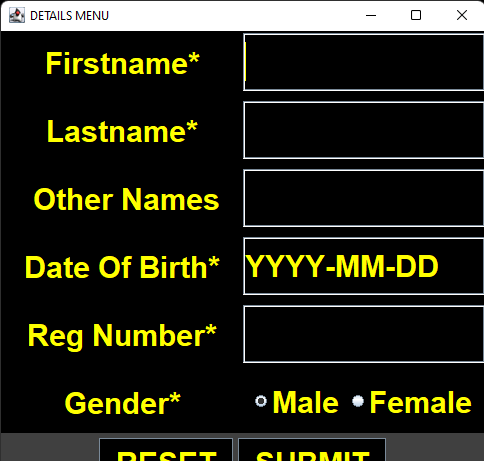 DETAILS MENU
Firstname*
Lastname*
Other Names
Date Of Birth* YYYY-MM-DD
Reg Number*
Gender* Male Female
RESET SUBMIT